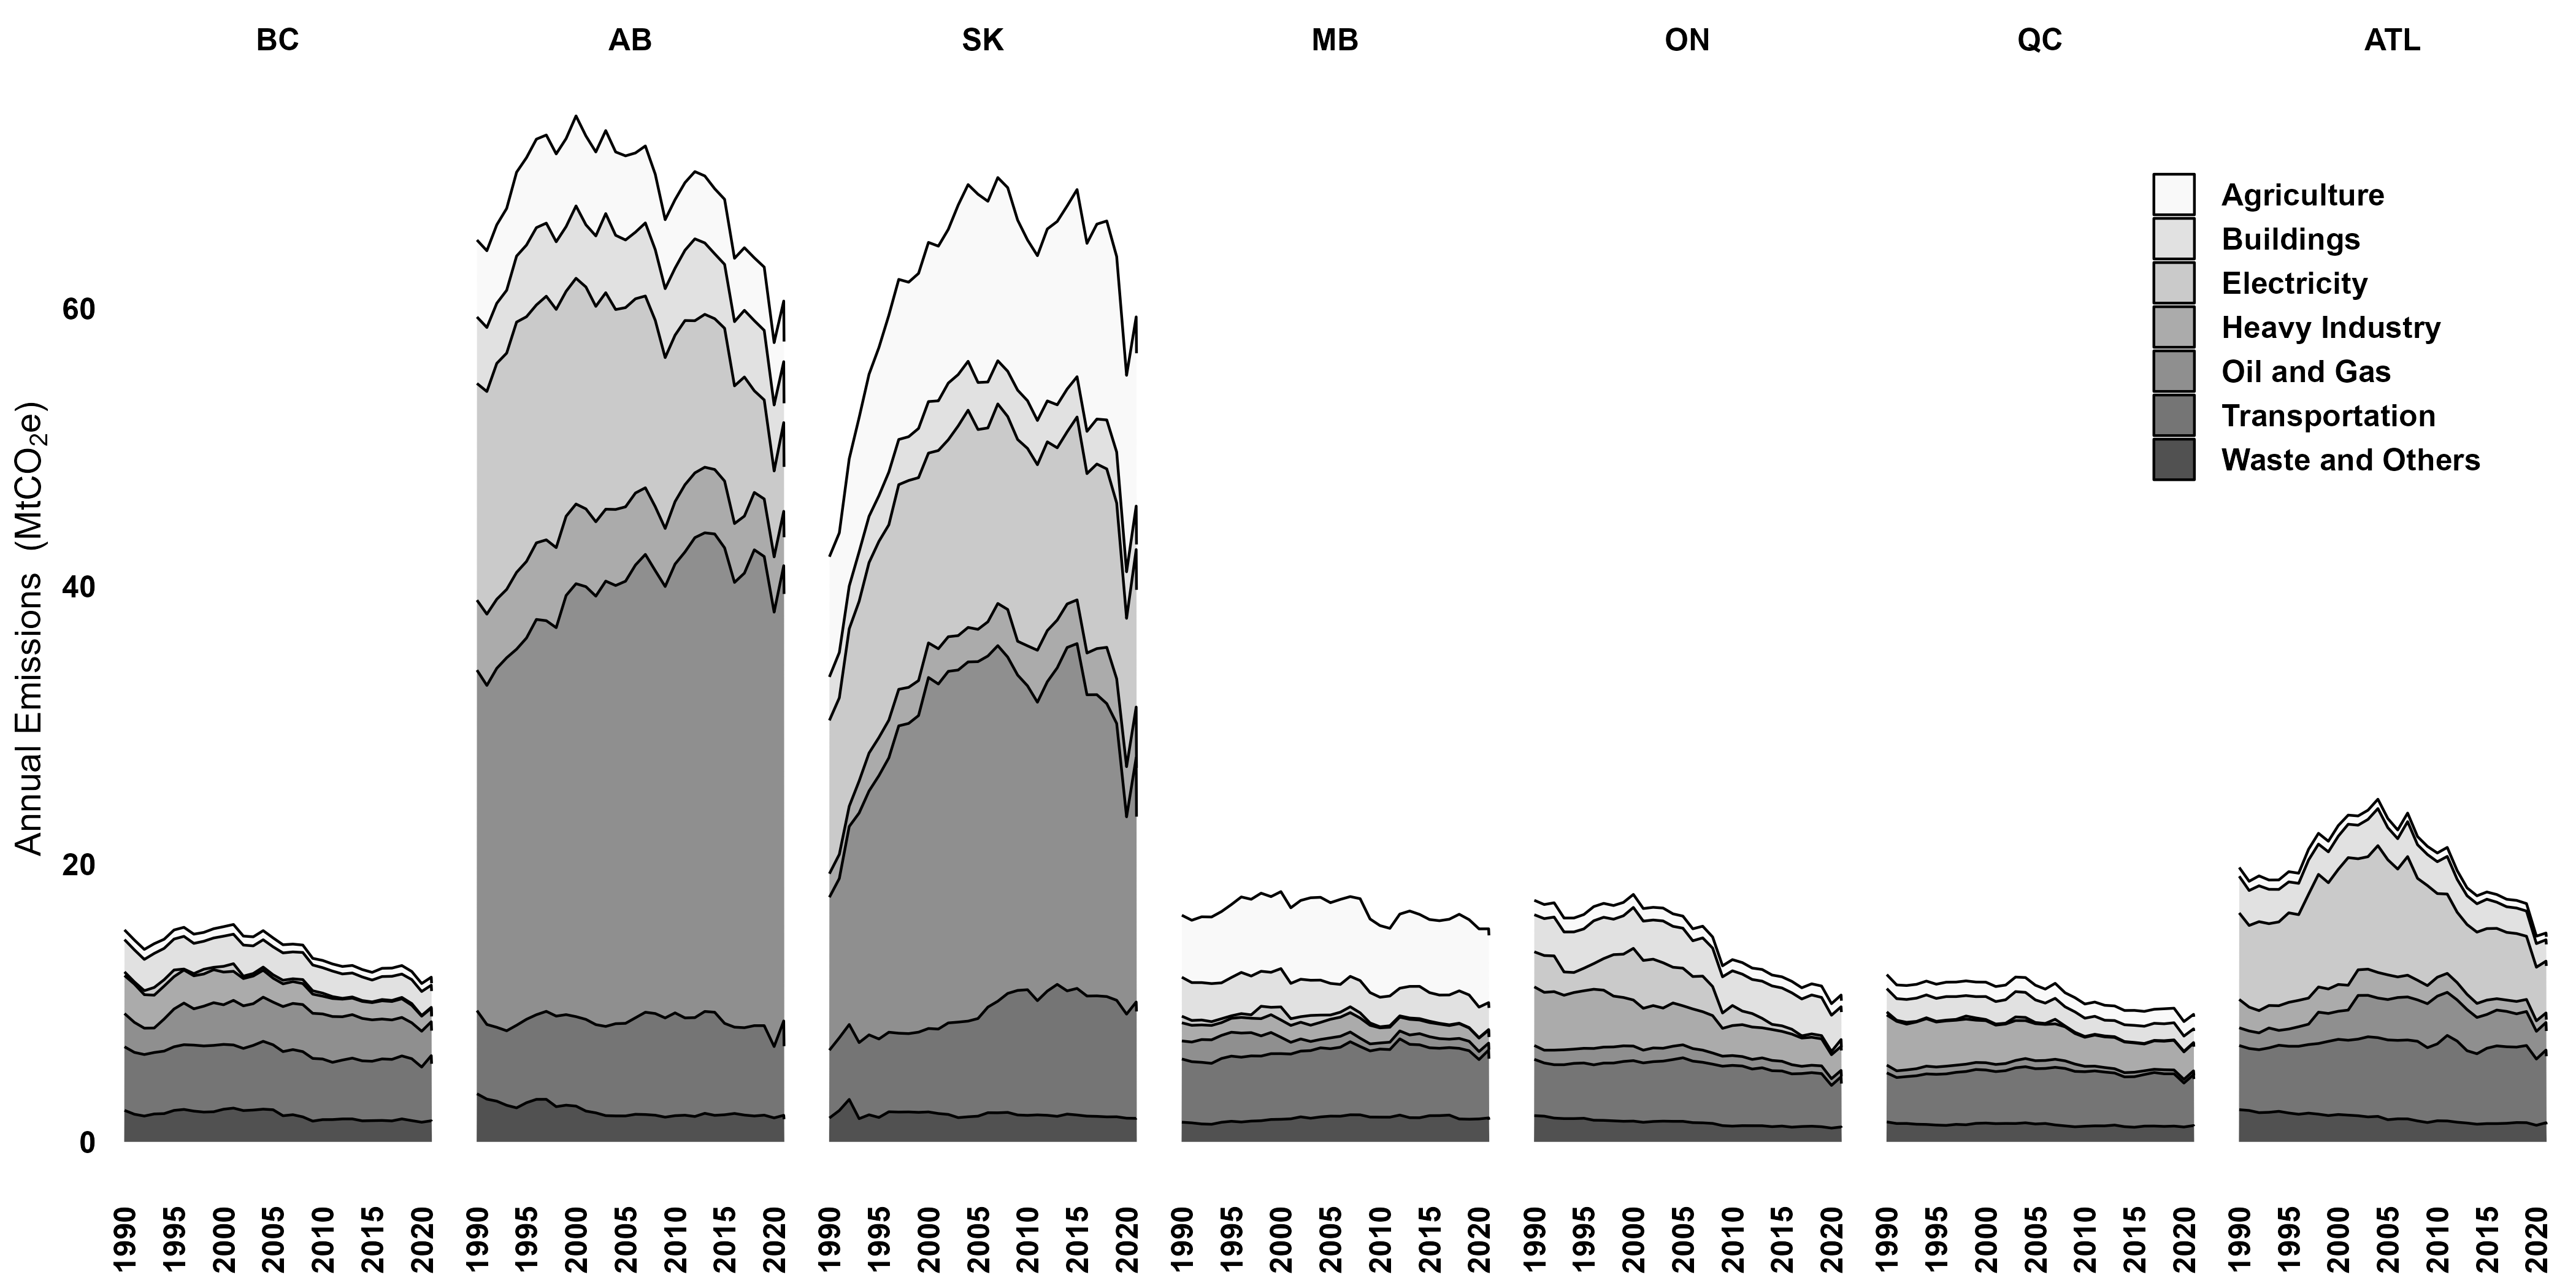 BC AB SK MB ON QC ATL
Agriculture
Buildings
Electricity
Heavy Industry
Oil and Gas
Transportation
Waste and Others
Annual Emissions (MtCO₂e)
60
40
20
0
1990 1995 2000 2005 2010 2015 2020 1990 1995 2000 2005 2010 2015 2020 1990 1995 2000 2005 2010 2015 2020 1990 1995 2000 2005 2010 2015 2020 1990 1995 2000 2005 2010 2015 2020 1990 1995 2000 2005 2010 2015 2020 1990 1995 2000 2005 2010 2015 2020